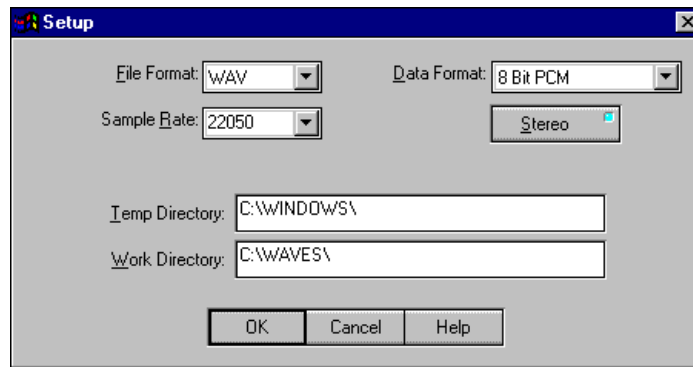 Setup
File Format: WAV
Data Format: 8 Bit PCM
Sample Rate: 22050
Stereo
Temp Directory: C:\WINDOWS\
Work Directory: C:\WAVES\
OK
Cancel
Help